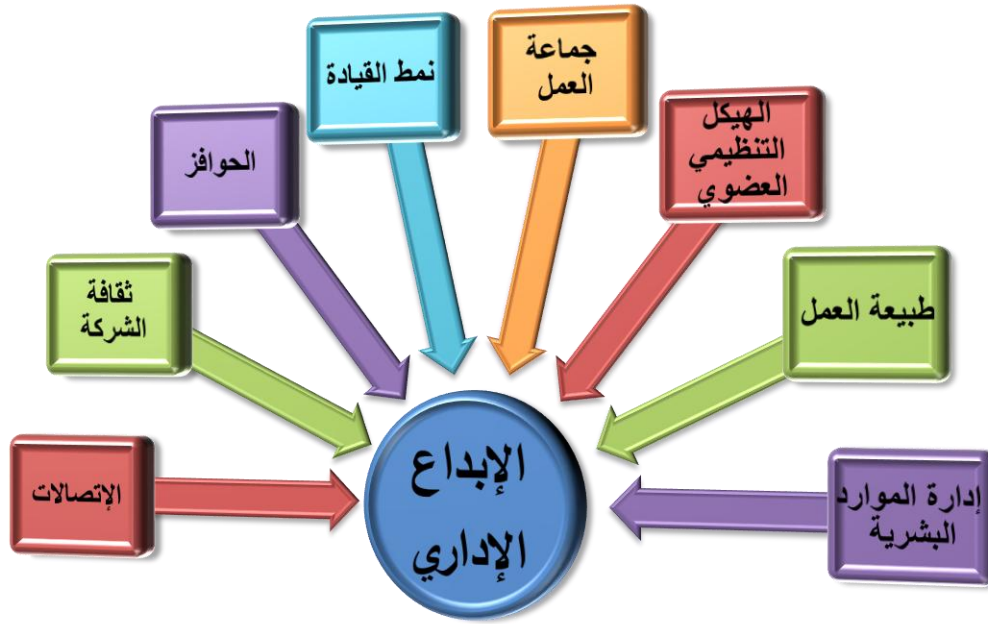 جماعة
العمل
نمط القيادة
الهيكل
التنظيمي
العضوي
الحوافز
طبيعة العمل
ثقافة
الشركة
إدارة الموارد
البشرية
الإتصالات
الإبداع
الإداري